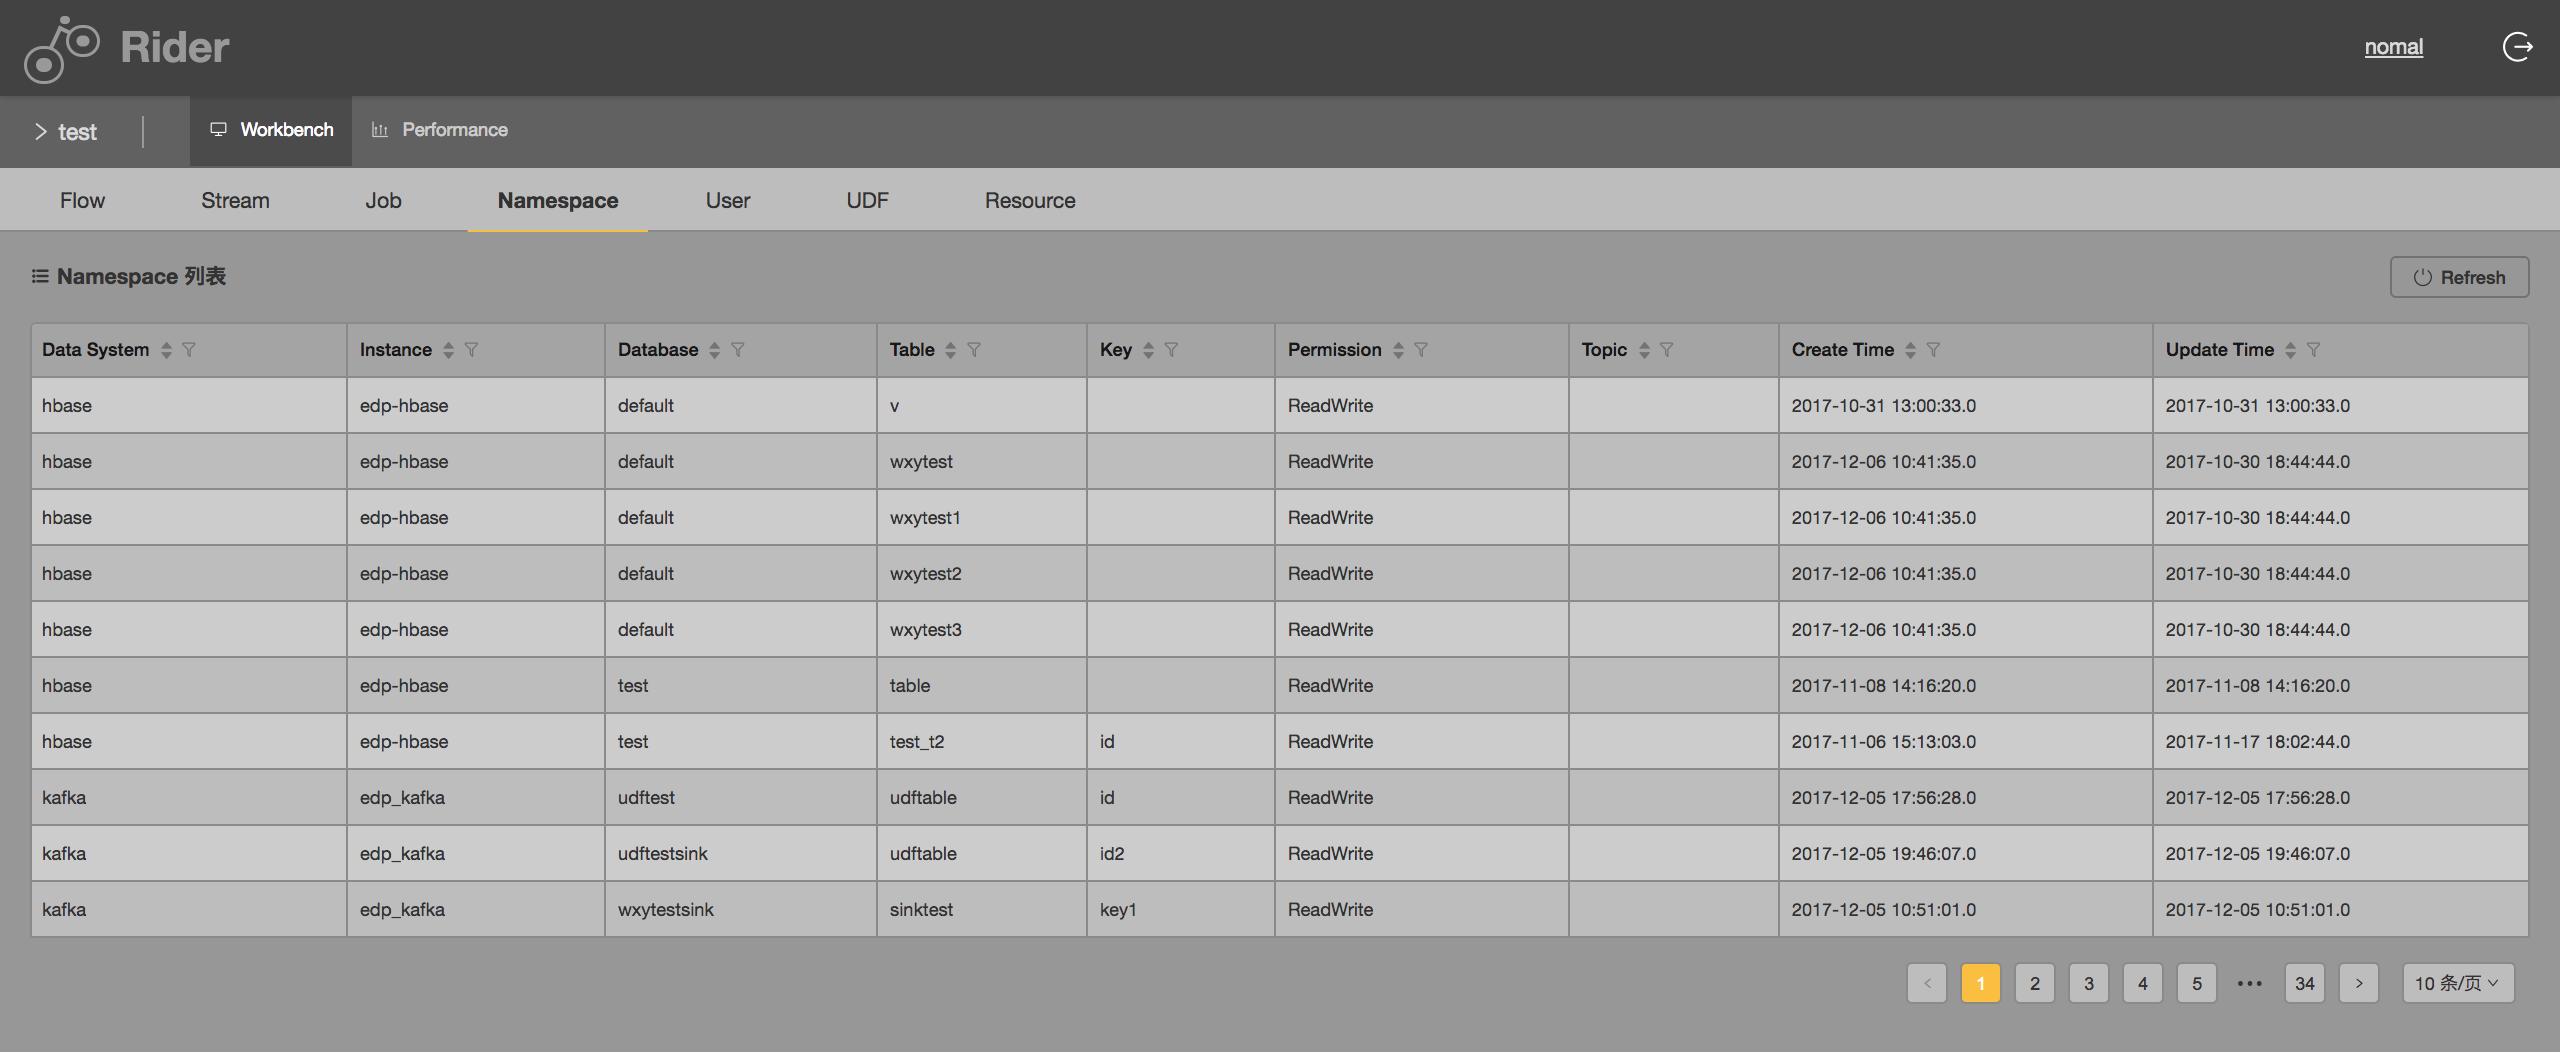 Rider nomal
test Workbench Performance
Flow Stream Job Namespace User UDF Resource
Namespace 列表 Refresh
Data System Instance Database Table Key Permission Topic Create Time Update Time
hbase edp-hbase default v ReadWrite 2017-10-31 13:00:33.0 2017-10-31 13:00:33.0
hbase edp-hbase default wxytest ReadWrite 2017-12-06 10:41:35.0 2017-10-30 18:44:44.0
hbase edp-hbase default wxytest1 ReadWrite 2017-12-06 10:41:35.0 2017-10-30 18:44:44.0
hbase edp-hbase default wxytest2 ReadWrite 2017-12-06 10:41:35.0 2017-10-30 18:44:44.0
hbase edp-hbase default wxytest3 ReadWrite 2017-12-06 10:41:35.0 2017-10-30 18:44:44.0
hbase edp-hbase test table ReadWrite 2017-11-08 14:16:20.0 2017-11-08 14:16:20.0
hbase edp-hbase test test_t2 id ReadWrite 2017-11-06 15:13:03.0 2017-11-17 18:02:44.0
kafka edp_kafka udftest udftable id ReadWrite 2017-12-05 17:56:28.0 2017-12-05 17:56:28.0
kafka edp_kafka udftestsink udftable id2 ReadWrite 2017-12-05 19:46:07.0 2017-12-05 19:46:07.0
kafka edp_kafka wxytestsink sinktest key1 ReadWrite 2017-12-05 10:51:01.0 2017-12-05 10:51:01.0
< 1 2 3 4 5 ••• 34 > 10 条/页